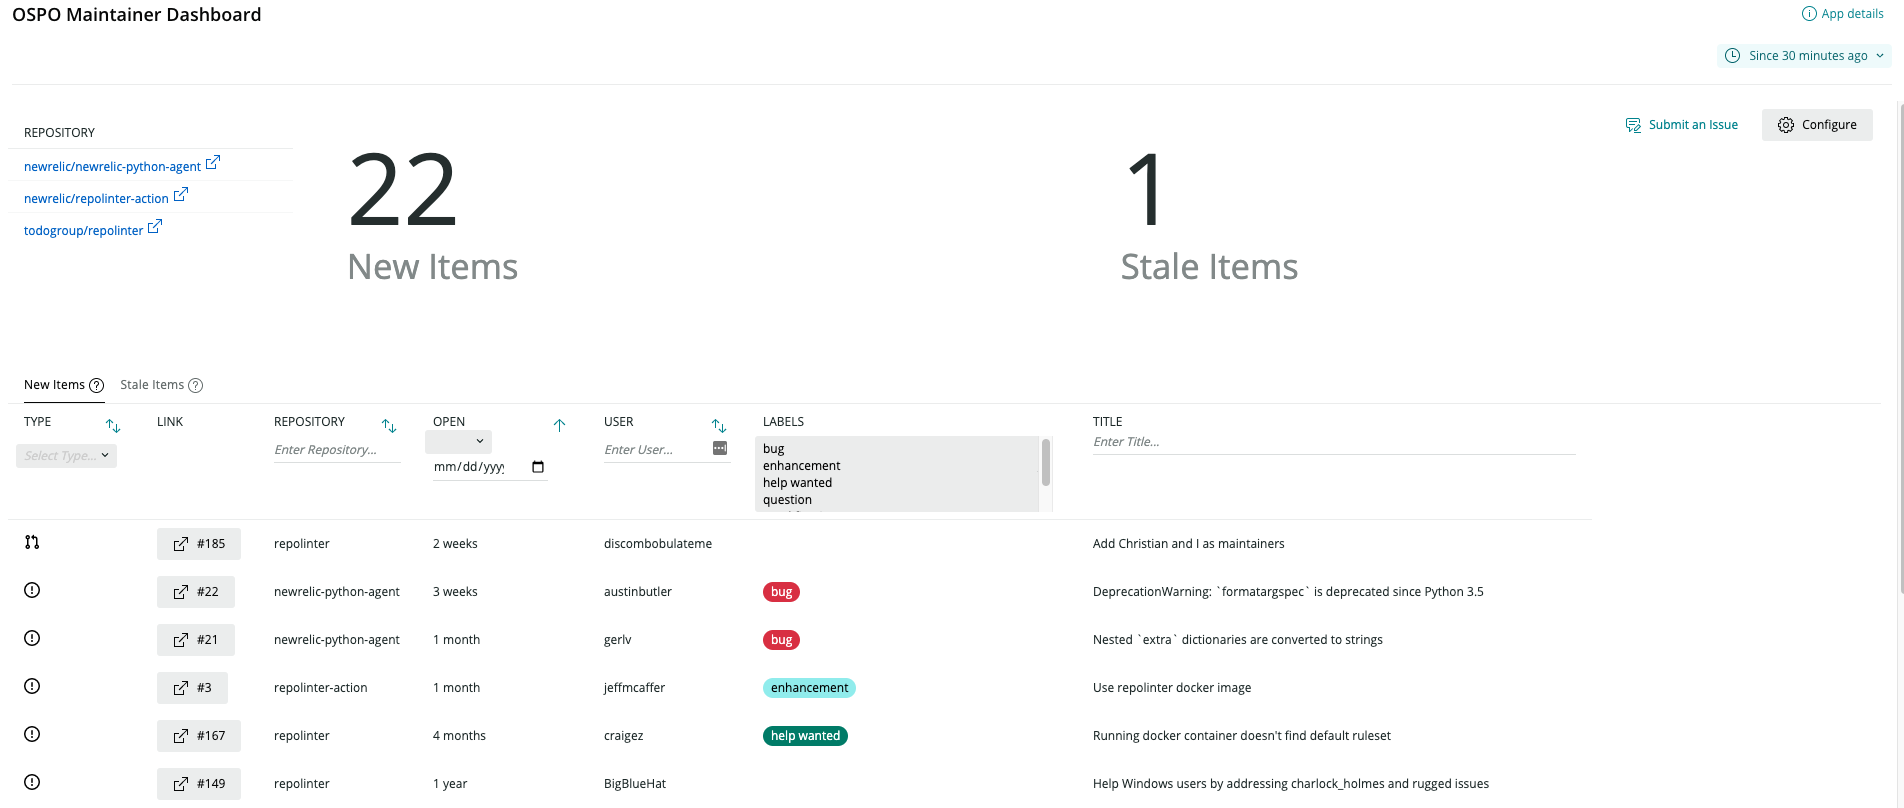 OSPO Maintainer Dashboard
App details
Since 30 minutes ago
Submit an Issue
Configure
REPOSITORY
newrelic/newrelic-python-agent
newrelic/repolinter-action
todogroup/repolinter
22
New Items
1
Stale Items
New Items ? Stale Items ?
TYPE LINK REPOSITORY OPEN USER LABELS TITLE
Select Type... Enter Repository... mm/dd/yyyy Enter User... Enter Title...
bug
enhancement
help wanted
question
#185 repolinter 2 weeks discombobulateme Add Christian and I as maintainers
#22 newrelic-python-agent 3 weeks austinbutler bug DeprecationWarning: `formatargspec` is deprecated since Python 3.5
#21 newrelic-python-agent 1 month gerlv bug Nested `extra` dictionaries are converted to strings
#3 repolinter-action 1 month jeffmcaffer enhancement Use repolinter docker image
#167 repolinter 4 months craigez help wanted Running docker container doesn't find default ruleset
#149 repolinter 1 year BigBlueHat Help Windows users by addressing charlock_holmes and rugged issues